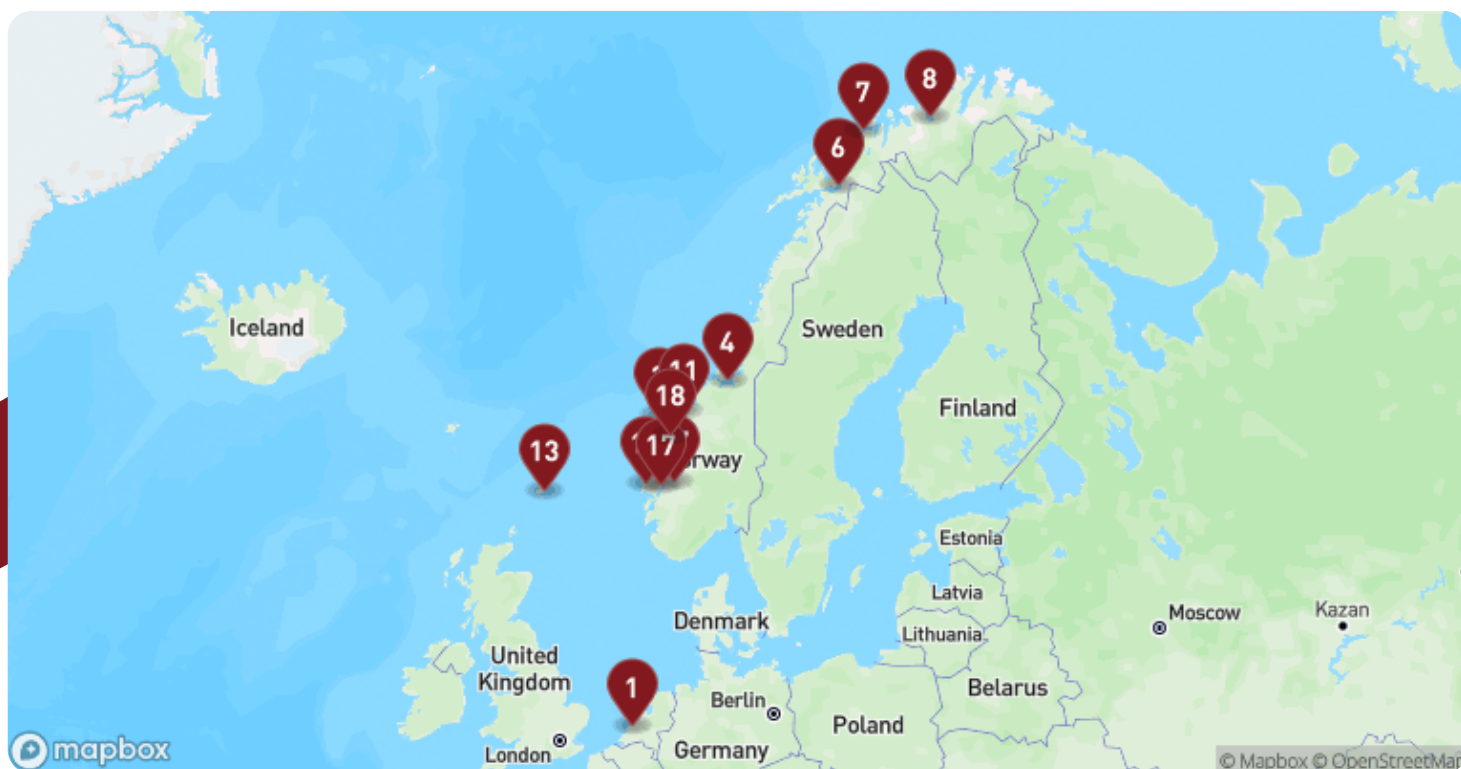 8
7
6
Iceland
Sweden
4
11
18
Finland
13
17
rway
Estonia
Latvia
Denmark
Moscow
Kazan
Lithuania
United
Kingdom
1
Berlin
Belarus
Poland
London
Germany
mapbox
© Mapbox © OpenStreetMap